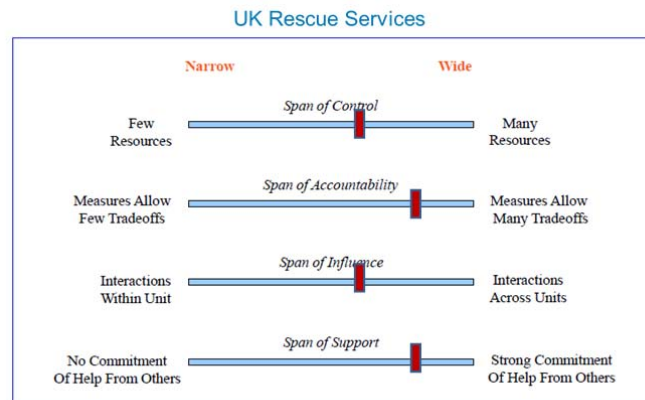 UK Rescue Services
Narrow Wide
Span of Control
Few
Resources
Many
Resources
Span of Accountability
Measures Allow
Few Tradeoffs
Measures Allow
Many Tradeoffs
Span of Influence
Interactions
Within Unit
Interactions
Across Units
Span of Support
No Commitment
Of Help From Others
Strong Commitment
Of Help From Others